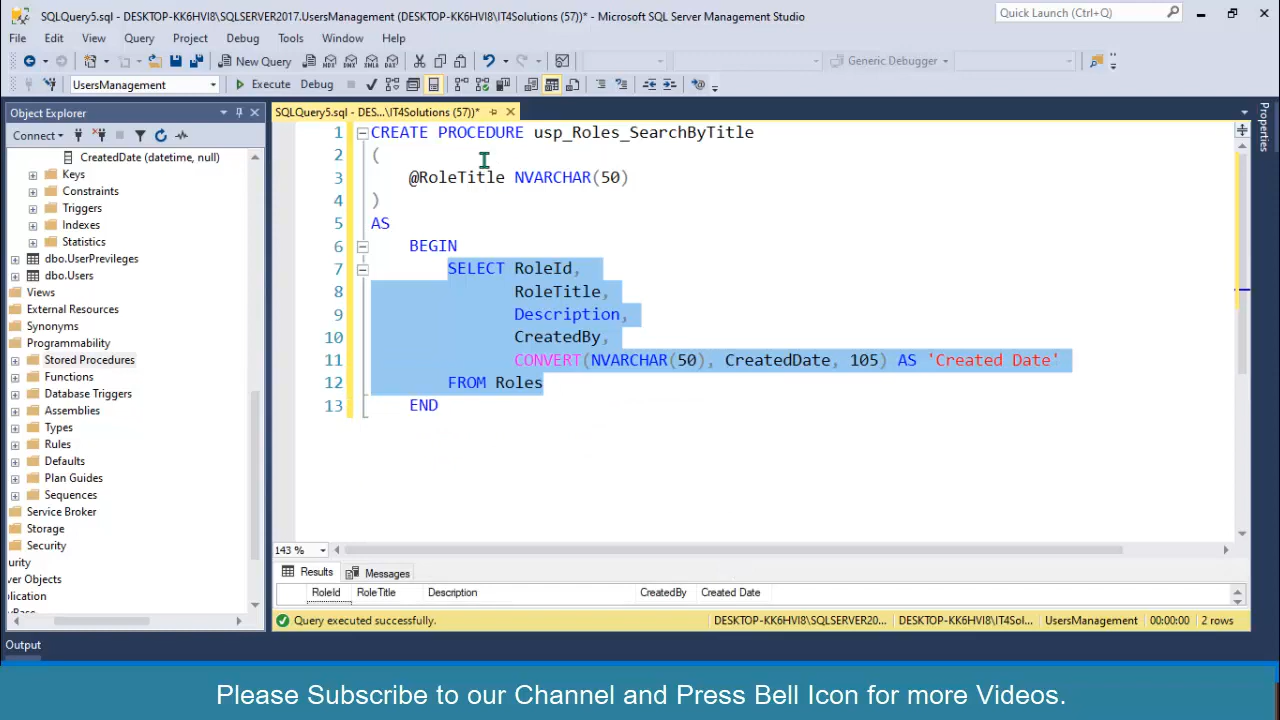 SQLQuery5.sql - DESKTOP-KK6HVI8\SQLSERVER2017.UsersManagement (DESKTOP-KK6HVI8\IT4Solutions (57))* - Microsoft SQL Server Management Studio
Quick Launch (Ctrl+Q)
File Edit View Query Project Debug Tools Window Help
New Query
Generic Debugger
UsersManagement
Execute Debug
Object Explorer
SQLQuery5.sql - DES...\IT4Solutions (57))*
Properties
Connect
CreatedDate (datetime, null)
Keys
Constraints
Triggers
Indexes
Statistics
dbo.UserPrevileges
dbo.Users
Views
External Resources
Synonyms
Programmability
Stored Procedures
Functions
Database Triggers
Assemblies
Types
Rules
Defaults
Plan Guides
Sequences
Service Broker
Storage
Security
urity
ver Objects
plication
1 CREATE PROCEDURE usp_Roles_SearchByTitle
2 (
3 @RoleTitle NVARCHAR(50)
4 )
5 AS
6 BEGIN
7 SELECT RoleId,
8 RoleTitle,
9 Description,
10 CreatedBy,
11 CONVERT(NVARCHAR(50), CreatedDate, 105) AS 'Created Date'
12 FROM Roles
13 END
143 %
Results Messages
RoleId RoleTitle Description CreatedBy Created Date
Query executed successfully.
DESKTOP-KK6HVI8\SQLSERVER20... DESKTOP-KK6HVI8\IT4Sol... UsersManagement 00:00:00 2 rows
Output
Please Subscribe to our Channel and Press Bell Icon for more Videos.